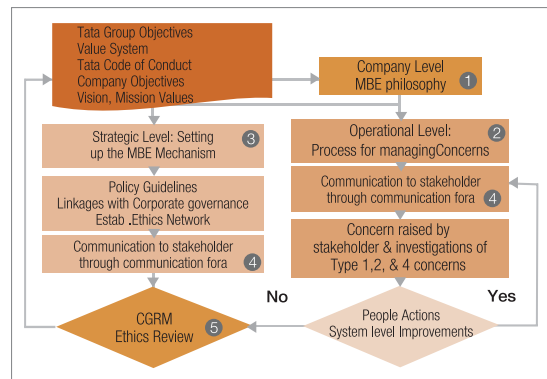 Tata Group Objectives
Value System
Tata Code of Conduct
Company Objectives
Vision, Mission Values
Company Level
MBE philosophy
1
Strategic Level: Setting
up the MBE Mechanism
3
Operational Level:
Process for managingConcerns
2
Policy Guidelines
Linkages with Corporate governance
Estab .Ethics Network
Communication to stakeholder
through communication fora
4
Communication to stakeholder
through communication fora
4
Concern raised by
stakeholder & investigations of
Type 1,2, & 4 concerns
No
Yes
CGRM
Ethics Review
5
People Actions
System level Improvements